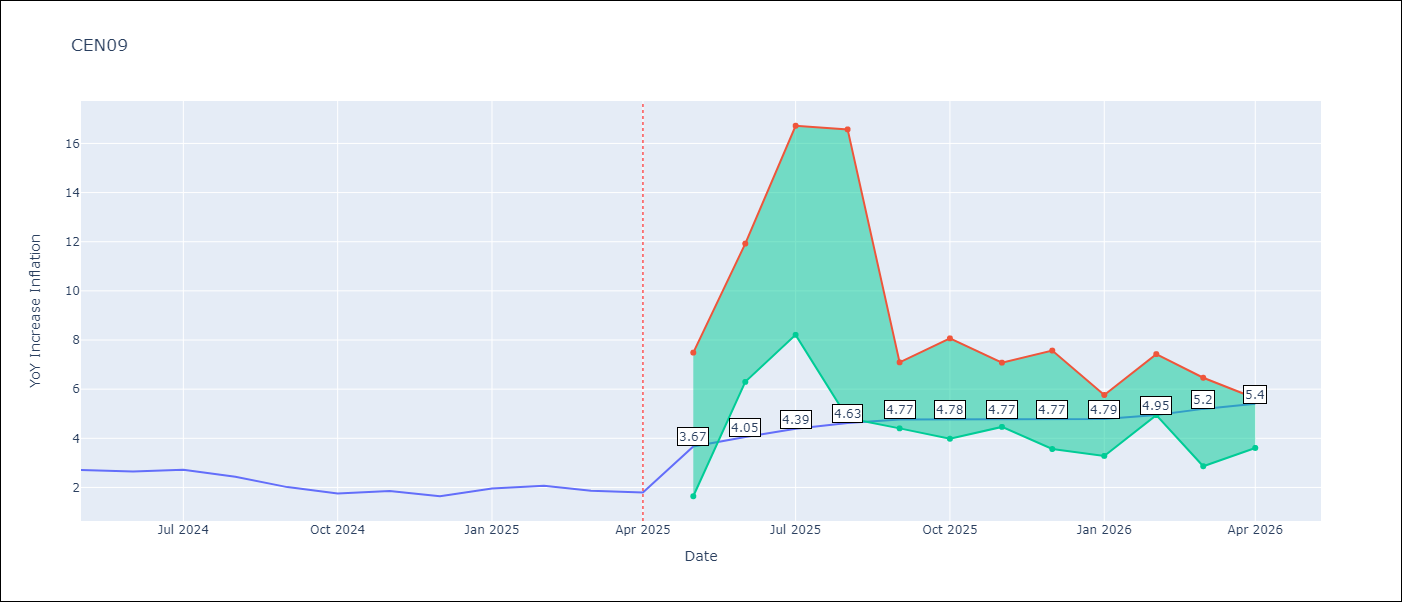 CEN09
YoY Increase Inflation
16
14
12
10
8
6
4
2
3.67
4.05
4.39
4.63
4.77
4.78
4.77
4.77
4.79
4.95
5.2
5.4
Jul 2024
Oct 2024
Jan 2025
Apr 2025
Jul 2025
Oct 2025
Jan 2026
Apr 2026
Date